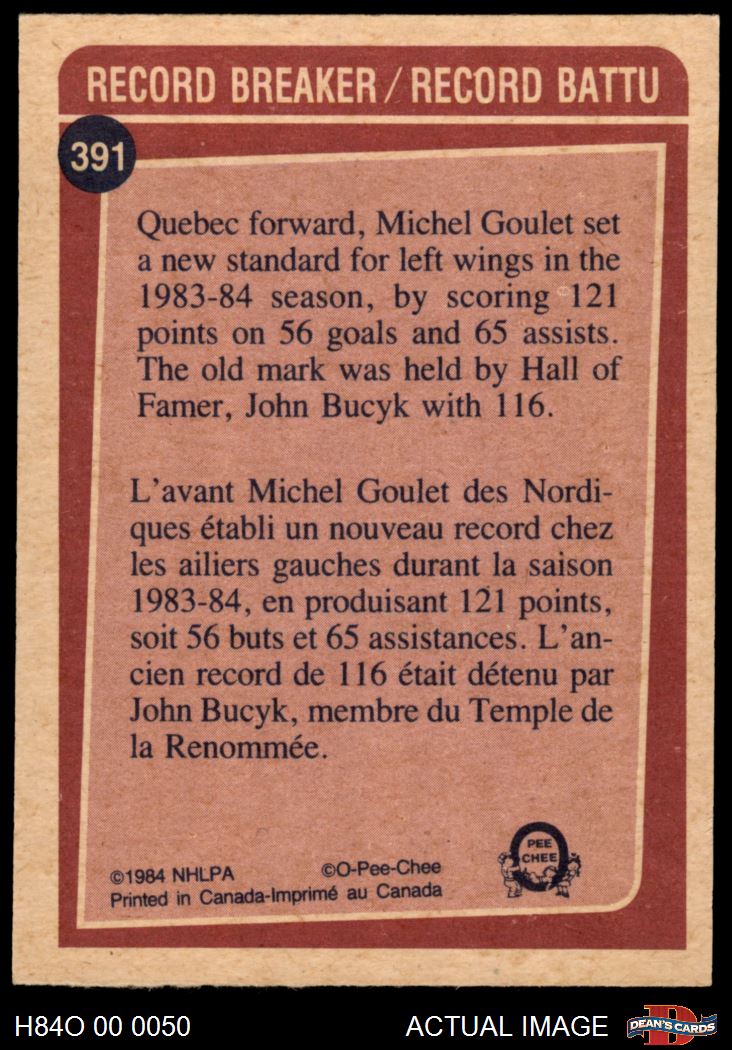 RECORD BREAKER / RECORD BATTU
391
Quebec forward, Michel Goulet set
a new standard for left wings in the
1983-84 season, by scoring 121
points on 56 goals and 65 assists.
The old mark was held by Hall of
Famer, John Bucyk with 116.
L'avant Michel Goulet des Nordi-
ques établi un nouveau record chez
les ailiers gauches durant la saison
1983-84, en produisant 121 points,
soit 56 buts et 65 assistances. L'an-
cien record de 116 était détenu par
John Bucyk, membre du Temple de
la Renommée.
©1984 NHLPA ©O-Pee-Chee
Printed in Canada-Imprimé au Canada
PEE
CHEE
H84O 00 0050 ACTUAL IMAGE
D
DEAN'S CARDS